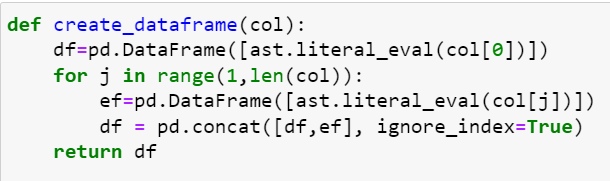 def create_dataframe(col):
    df=pd.DataFrame([ast.literal_eval(col[0])])
    for j in range(1,len(col)):
        ef=pd.DataFrame([ast.literal_eval(col[j])])
        df = pd.concat([df,ef], ignore_index=True)
    return df